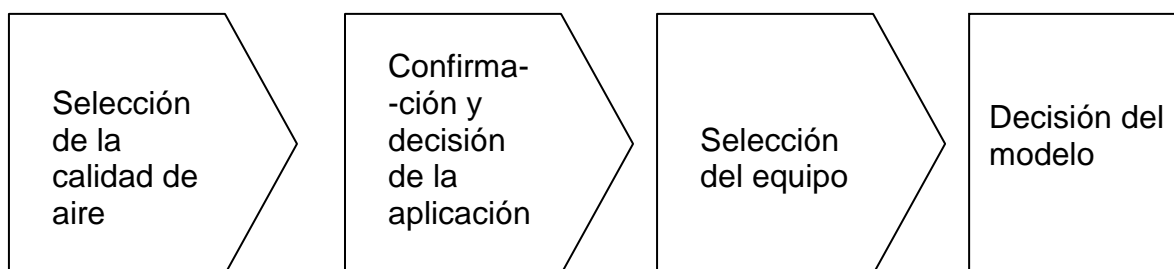 Selección
de la
calidad de
aire
Confirma-
-ción y
decisión
de la
aplicación
Selección
del equipo
Decisión del
modelo